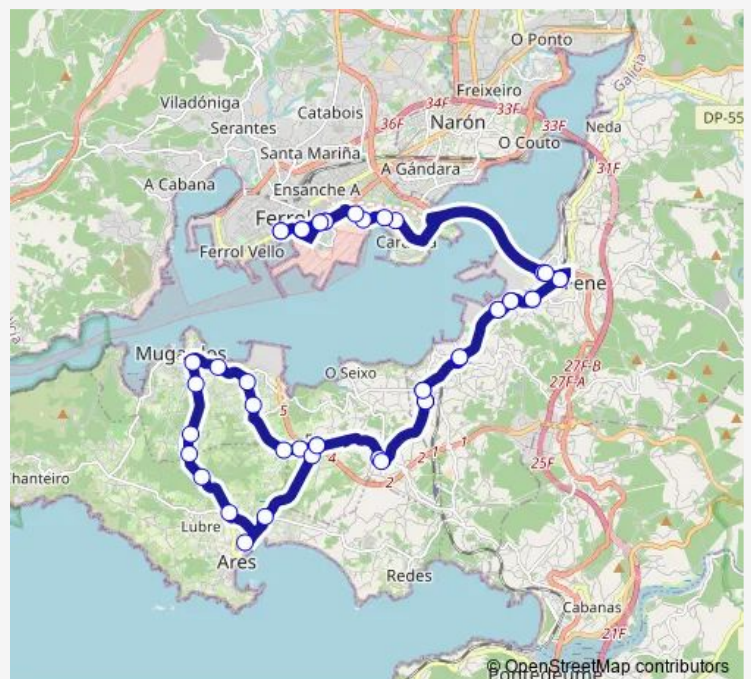 O Ponto
Galicia
Viladóniga
Freixeiro
Catabois
34F
33F
DP-55
Serantes
36F
Narón
33F
Neda
Santa Mariña
O Couto
31F
A Gándara
A Cabana
Ensanche A
Ferrol
Ferrol Vello
Mugardos
O Seixo
27F-B
27F-A
5
4
2
1
1
2
25F
Lubre
Ares
Redes
Cabanas
21F
© OpenStreetMap contributors